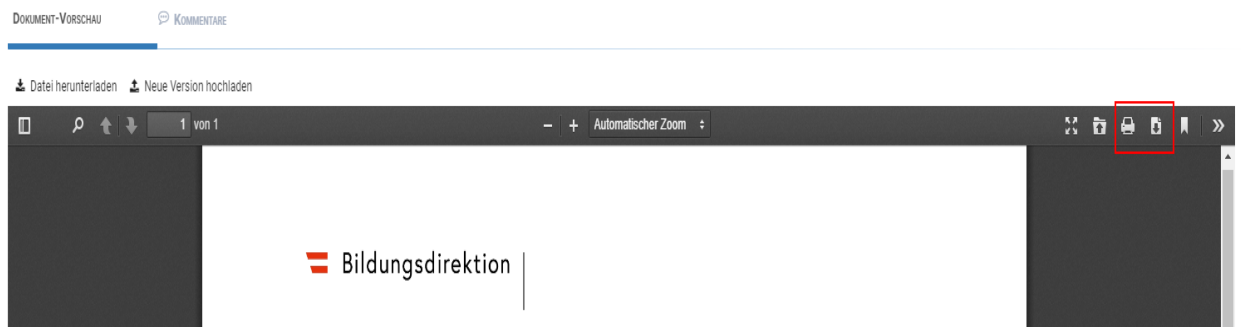 Dokument-Vorschau Kommentare
Datei herunterladen Neue Version hochladen
1 von 1 Automatischer Zoom
Bildungsdirektion